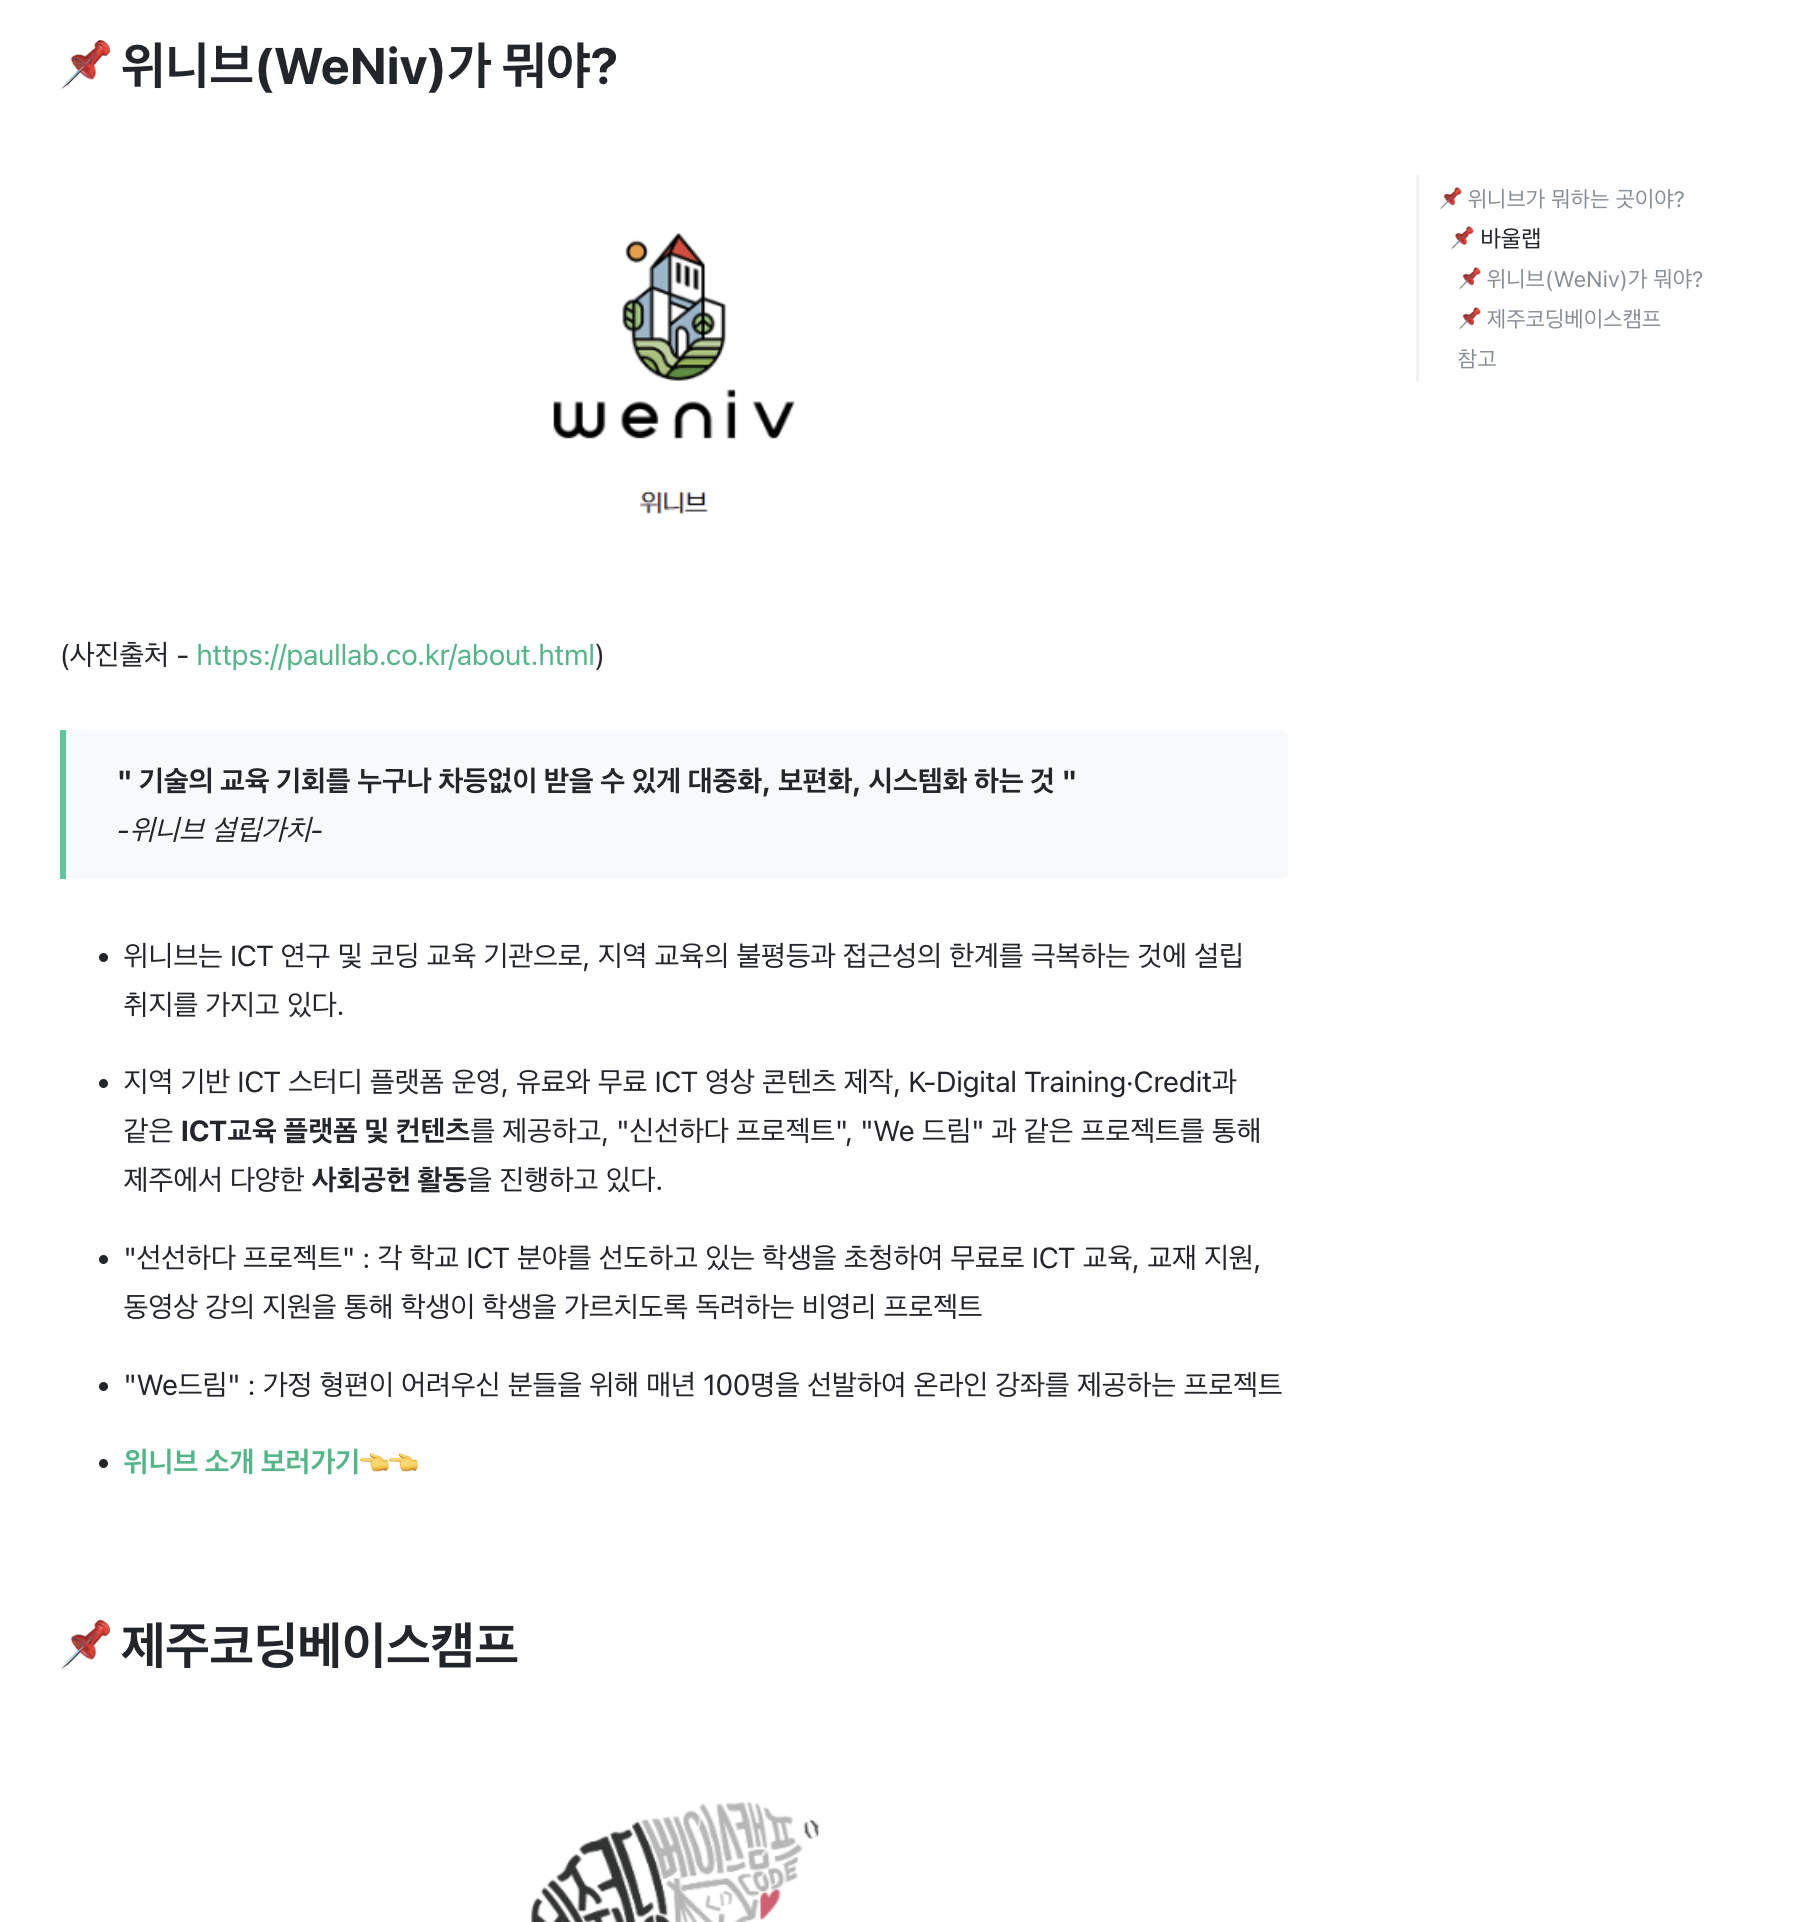 위니브(WeNiv)가 뭐야?
weniv
위니브
(사진출처 - https://paullab.co.kr/about.html)
" 기술의 교육 기회를 누구나 차등없이 받을 수 있게 대중화, 보편화, 시스템화 하는 것 "
-위니브 설립가치-
위니브는 ICT 연구 및 코딩 교육 기관으로, 지역 교육의 불평등과 접근성의 한계를 극복하는 것에 설립
취지를 가지고 있다.
지역 기반 ICT 스터디 플랫폼 운영, 유료와 무료 ICT 영상 콘텐츠 제작, K-Digital Training·Credit과
같은 ICT교육 플랫폼 및 컨텐츠를 제공하고, "신선하다 프로젝트", "We 드림" 과 같은 프로젝트를 통해
제주에서 다양한 사회공헌 활동을 진행하고 있다.
"선선하다 프로젝트" : 각 학교 ICT 분야를 선도하고 있는 학생을 초청하여 무료로 ICT 교육, 교재 지원,
동영상 강의 지원을 통해 학생이 학생을 가르치도록 독려하는 비영리 프로젝트
"We드림" : 가정 형편이 어려우신 분들을 위해 매년 100명을 선발하여 온라인 강좌를 제공하는 프로젝트
위니브 소개 보러가기👈👈
제주코딩베이스캠프
제주코딩
베이스캠프
CODE
위니브가 뭐하는 곳이야?
바울랩
위니브(WeNiv)가 뭐야?
제주코딩베이스캠프
참고